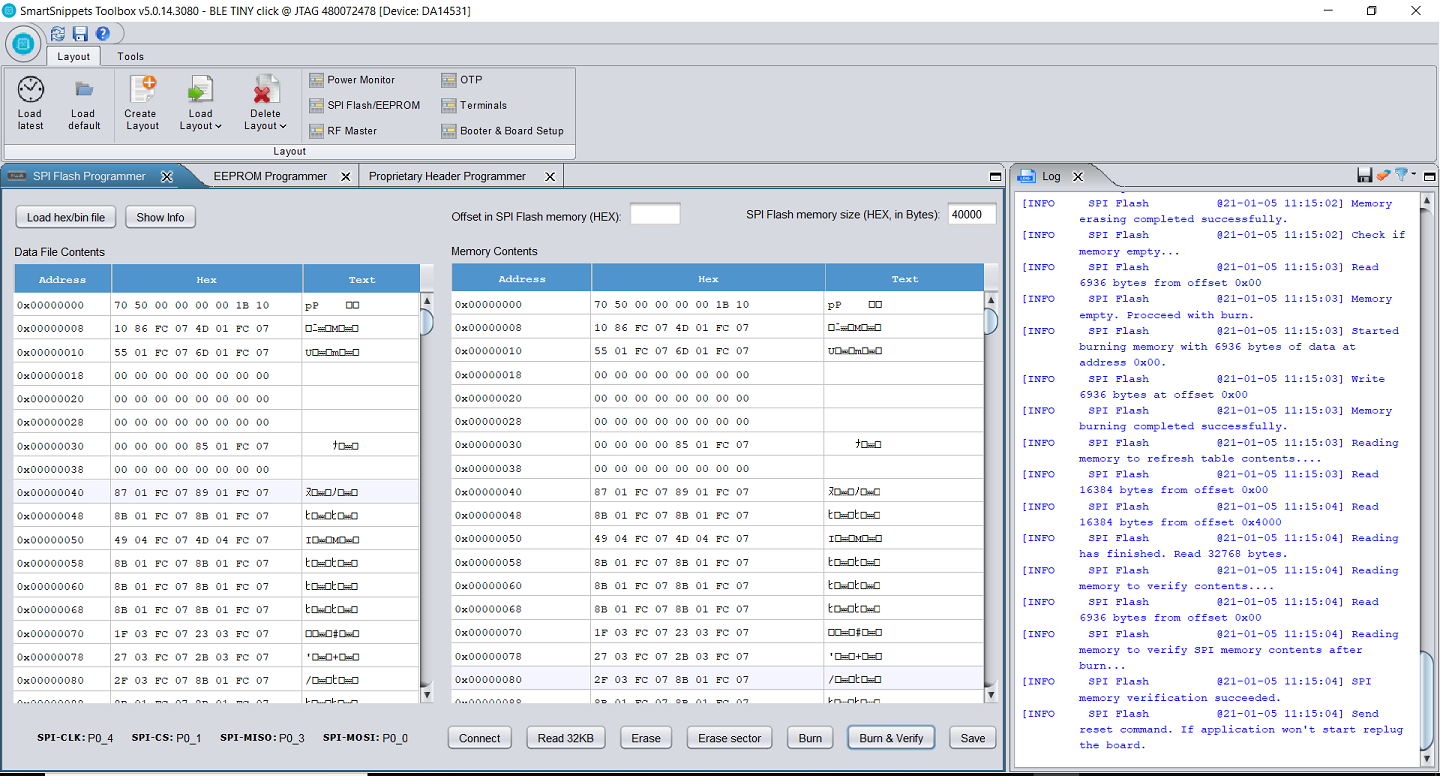 SmartSnippets Toolbox v5.0.14.3080 - BLE TINY click @ JTAG 480072478 [Device: DA14531]
Layout Tools
Load latest
Load default
Create Layout
Load Layout
Delete Layout
Power Monitor
SPI Flash/EEPROM
RF Master
OTP
Terminals
Booter & Board Setup
Layout
SPI Flash Programmer
EEPROM Programmer
Proprietary Header Programmer
Load hex/bin file
Show Info
Offset in SPI Flash memory (HEX):
SPI Flash memory size (HEX, in Bytes): 40000
Data File Contents
Address Hex Text
0x00000000 70 50 00 00 00 00 1B 10 pP
0x00000008 10 86 FC 07 4D 01 FC 07
0x00000010 55 01 FC 07 6D 01 FC 07
0x00000018 00 00 00 00 00 00 00 00
0x00000020 00 00 00 00 00 00 00 00
0x00000028 00 00 00 00 00 00 00 00
0x00000030 00 00 00 00 85 01 FC 07
0x00000038 00 00 00 00 00 00 00 00
0x00000040 87 01 FC 07 89 01 FC 07
0x00000048 8B 01 FC 07 8B 01 FC 07
0x00000050 49 04 FC 07 4D 04 FC 07
0x00000058 8B 01 FC 07 8B 01 FC 07
0x00000060 8B 01 FC 07 8B 01 FC 07
0x00000068 8B 01 FC 07 8B 01 FC 07
0x00000070 1F 03 FC 07 23 03 FC 07
0x00000078 27 03 FC 07 2B 03 FC 07
0x00000080 2F 03 FC 07 8B 01 FC 07
Memory Contents
Address Hex Text
0x00000000 70 50 00 00 00 00 1B 10 pP
0x00000008 10 86 FC 07 4D 01 FC 07
0x00000010 55 01 FC 07 6D 01 FC 07
0x00000018 00 00 00 00 00 00 00 00
0x00000020 00 00 00 00 00 00 00 00
0x00000028 00 00 00 00 00 00 00 00
0x00000030 00 00 00 00 85 01 FC 07
0x00000038 00 00 00 00 00 00 00 00
0x00000040 87 01 FC 07 89 01 FC 07
0x00000048 8B 01 FC 07 8B 01 FC 07
0x00000050 49 04 FC 07 4D 04 FC 07
0x00000058 8B 01 FC 07 8B 01 FC 07
0x00000060 8B 01 FC 07 8B 01 FC 07
0x00000068 8B 01 FC 07 8B 01 FC 07
0x00000070 1F 03 FC 07 23 03 FC 07
0x00000078 27 03 FC 07 2B 03 FC 07
0x00000080 2F 03 FC 07 8B 01 FC 07
SPI-CLK: P0_4 SPI-CS: P0_1 SPI-MISO: P0_3 SPI-MOSI: P0_0
Connect
Read 32KB
Erase
Erase sector
Burn
Burn & Verify
Save
Log
[INFO SPI Flash @21-01-05 11:15:02] Memory
erasing completed successfully.
[INFO SPI Flash @21-01-05 11:15:02] Check if
memory empty...
[INFO SPI Flash @21-01-05 11:15:03] Read
6936 bytes from offset 0x00
[INFO SPI Flash @21-01-05 11:15:03] Memory
empty. Procceed with burn.
[INFO SPI Flash @21-01-05 11:15:03] Started
burning memory with 6936 bytes of data at
address 0x00.
[INFO SPI Flash @21-01-05 11:15:03] Write
6936 bytes at offset 0x00
[INFO SPI Flash @21-01-05 11:15:03] Memory
burning completed successfully.
[INFO SPI Flash @21-01-05 11:15:03] Reading
memory to refresh table contents....
[INFO SPI Flash @21-01-05 11:15:03] Read
16384 bytes from offset 0x00
[INFO SPI Flash @21-01-05 11:15:04] Read
16384 bytes from offset 0x4000
[INFO SPI Flash @21-01-05 11:15:04] Reading
has finished. Read 32768 bytes.
[INFO SPI Flash @21-01-05 11:15:04] Reading
memory to verify contents....
[INFO SPI Flash @21-01-05 11:15:04] Read
6936 bytes from offset 0x00
[INFO SPI Flash @21-01-05 11:15:04] Reading
memory to verify SPI memory contents after
burn...
[INFO SPI Flash @21-01-05 11:15:04] SPI
memory verification succeeded.
[INFO SPI Flash @21-01-05 11:15:04] Send
reset command. If application won't start replug
the board.